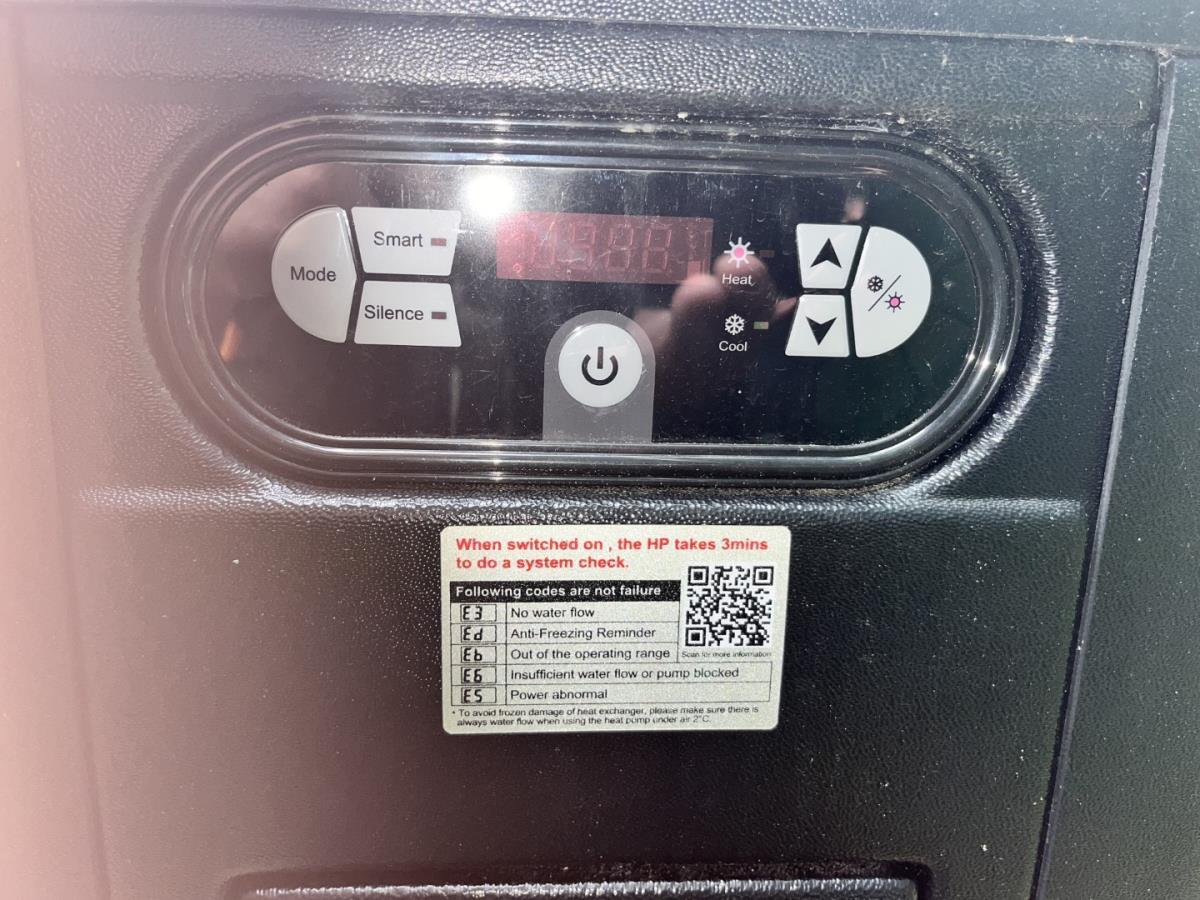 Mode
Smart
Silence
Heat
Cool
When switched on , the HP takes 3mins
to do a system check.
Following codes are not failure
E3 No water flow
Ed Anti-Freezing Reminder
Eb Out of the operating range
Scan for more information
E6 Insufficient water flow or pump blocked
E5 Power abnormal
* To avoid frozen damage of heat exchanger, please make sure there is
always water flow when using the heat pump under air 2°C.